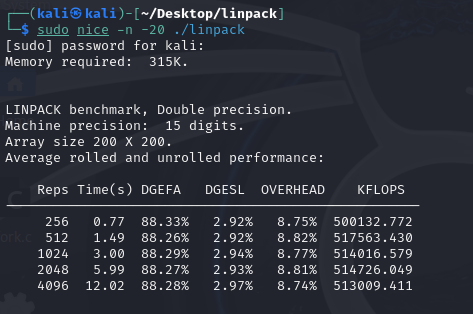 ┌──(kali㉿kali)-[~/Desktop/linpack]
└─$ sudo nice -n -20 ./linpack
[sudo] password for kali:
Memory required:  315K.
LINPACK benchmark, Double precision.
Machine precision:  15 digits.
Array size 200 X 200.
Average rolled and unrolled performance:
Reps Time(s) DGEFA   DGESL  OVERHEAD    KFLOPS
256   0.77  88.33%   2.92%   8.75%  500132.772
512   1.49  88.26%   2.92%   8.82%  517563.430
1024   3.00  88.29%   2.94%   8.77%  514016.579
2048   5.99  88.27%   2.93%   8.81%  514726.049
4096  12.02  88.28%   2.97%   8.74%  513009.411